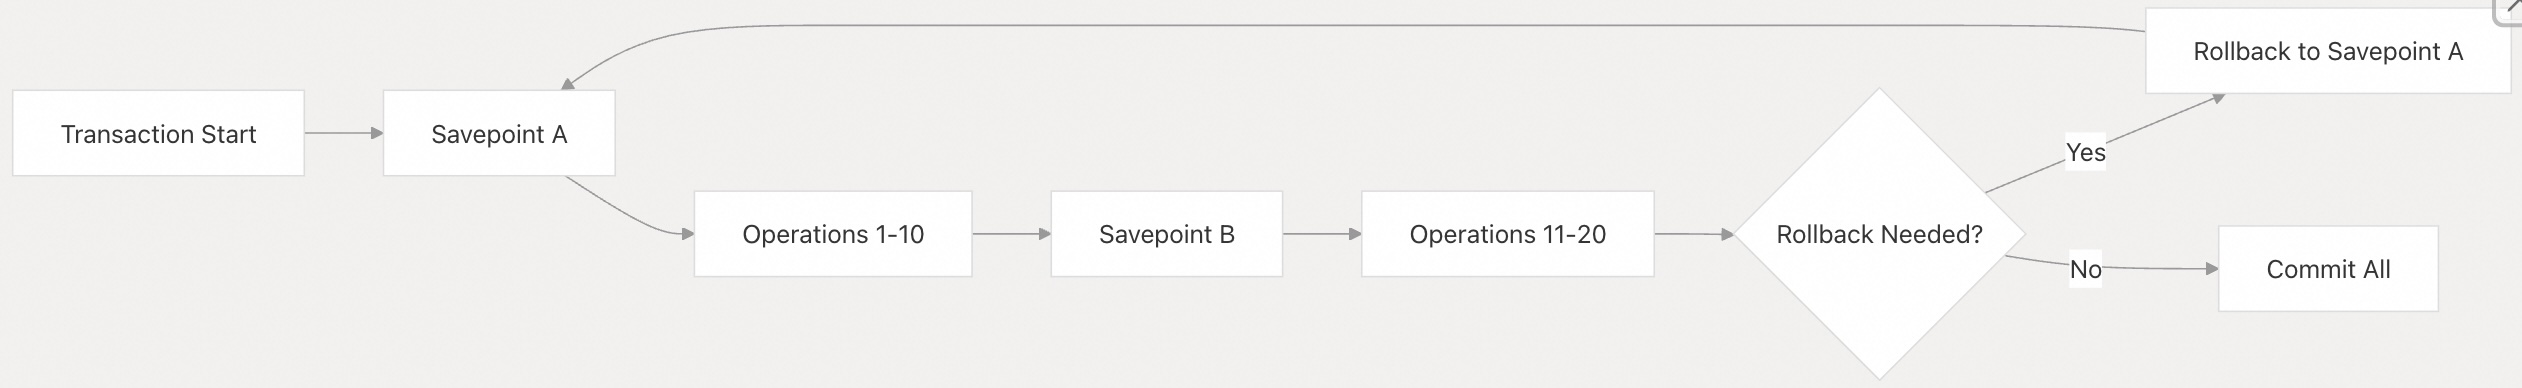 Transaction Start
Savepoint A
Operations 1-10
Savepoint B
Operations 11-20
Rollback Needed?
Yes
Rollback to Savepoint A
No
Commit All